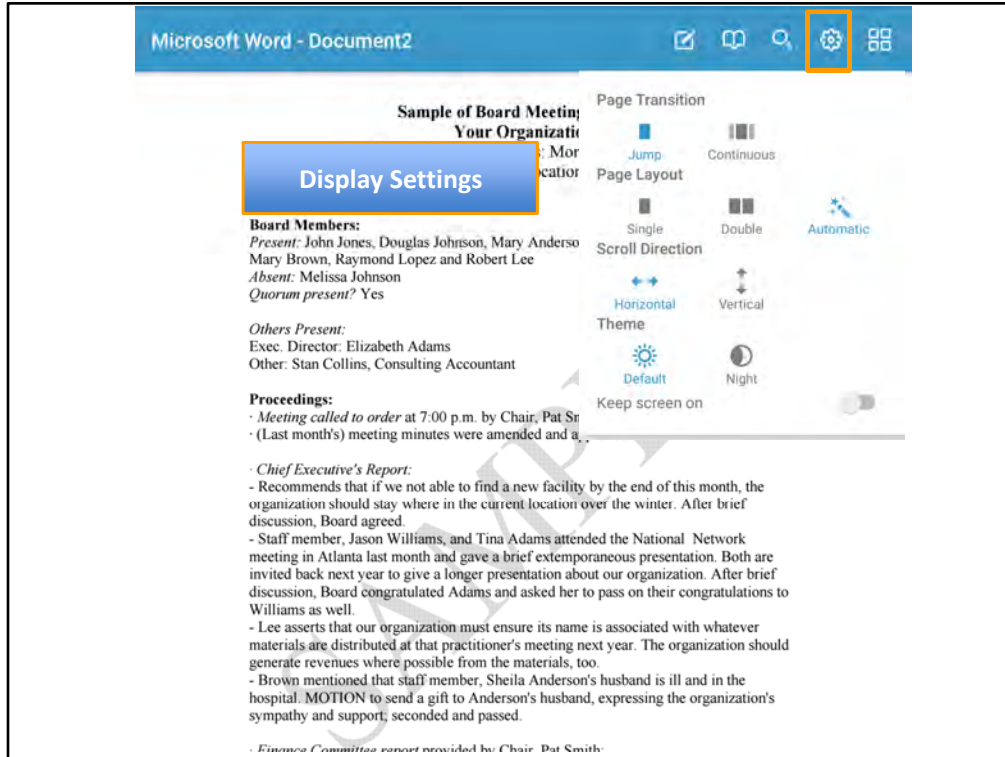 Microsoft Word - Document2
Page Transition
Jump Continuous
Page Layout
Single Double Automatic
Scroll Direction
Horizontal Vertical
Theme
Default Night
Keep screen on
Display Settings
Sample of Board Meeting
Your Organizatio
: Mor
ocation
Board Members:
Present: John Jones, Douglas Johnson, Mary Anderso
Mary Brown, Raymond Lopez and Robert Lee
Absent: Melissa Johnson
Quorum present? Yes
Others Present:
Exec. Director: Elizabeth Adams
Other: Stan Collins, Consulting Accountant
Proceedings:
· Meeting called to order at 7:00 p.m. by Chair, Pat Sr
· (Last month's) meeting minutes were amended and a
· Chief Executive's Report:
- Recommends that if we not able to find a new facility by the end of this month, the
organization should stay where in the current location over the winter. After brief
discussion, Board agreed.
- Staff member, Jason Williams, and Tina Adams attended the National Network
meeting in Atlanta last month and gave a brief extemporaneous presentation. Both are
invited back next year to give a longer presentation about our organization. After brief
discussion, Board congratulated Adams and asked her to pass on their congratulations to
Williams as well.
- Lee asserts that our organization must ensure its name is associated with whatever
materials are distributed at that practitioner's meeting next year. The organization should
generate revenues where possible from the materials, too.
- Brown mentioned that staff member, Sheila Anderson's husband is ill and in the
hospital. MOTION to send a gift to Anderson's husband, expressing the organization's
sympathy and support; seconded and passed.
· Finance Committee report provided by Chair, Pat Smith:
SAMPL